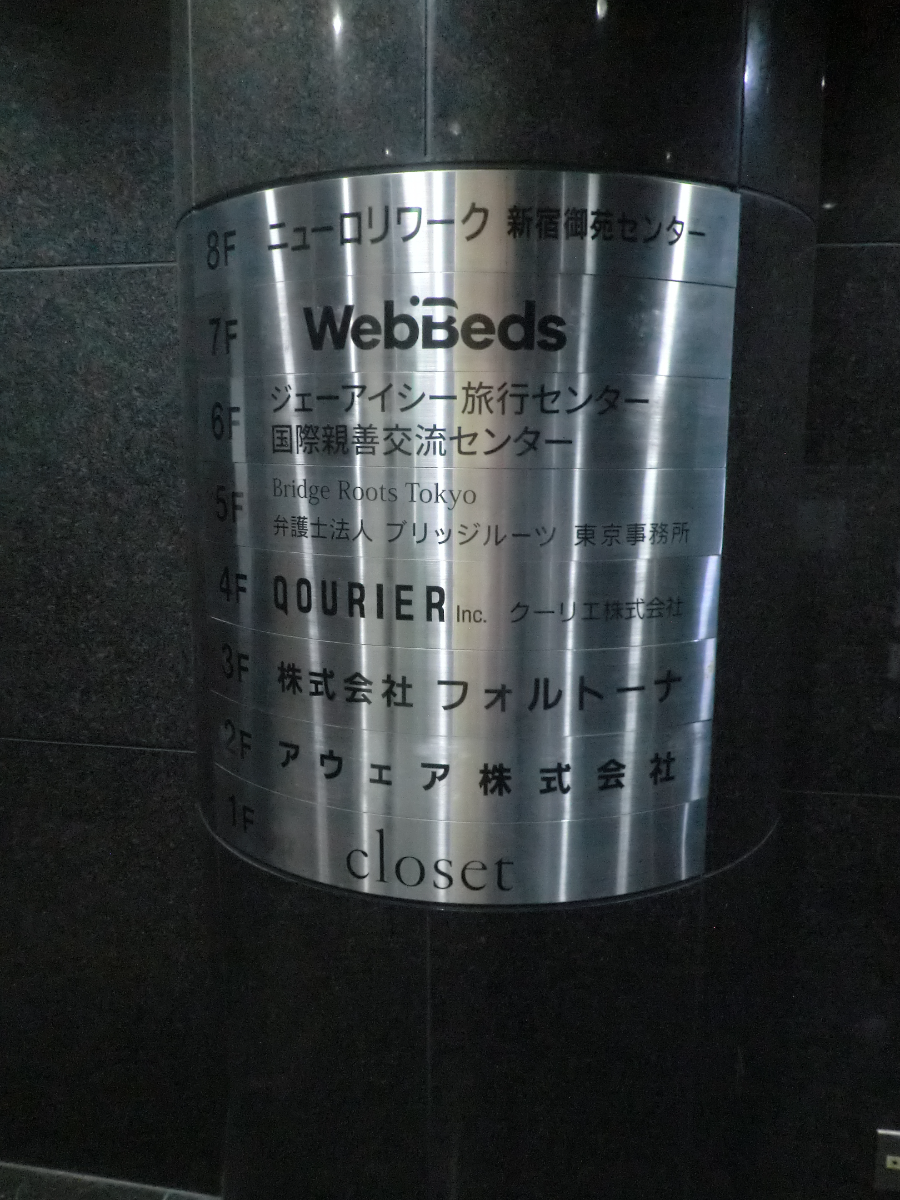 8F ニューロリワーク 新宿御苑センター
7F WebBeds
6F ジェーアイシー旅行センター
国際親善交流センター
5F Bridge Roots Tokyo
弁護士法人 ブリッジルーツ 東京事務所
4F QOURIER Inc. クーリエ株式会社
3F 株式会社 フォルトーナ
2F アウェア株式会社
1F closet